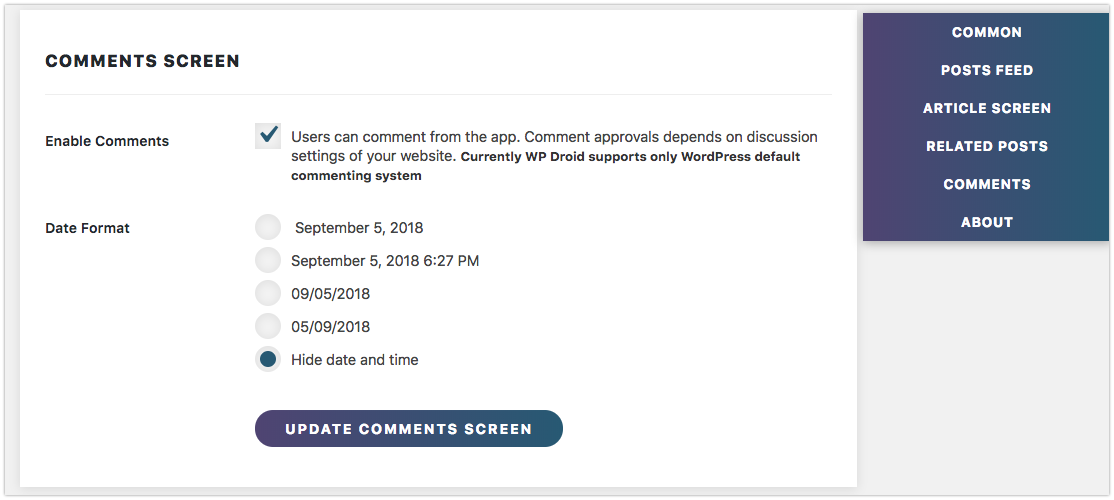 COMMENTS SCREEN
Enable Comments
Users can comment from the app. Comment approvals depends on discussion
settings of your website. Currently WP Droid supports only WordPress default
commenting system
Date Format
September 5, 2018
September 5, 2018 6:27 PM
09/05/2018
05/09/2018
Hide date and time
UPDATE COMMENTS SCREEN
COMMON
POSTS FEED
ARTICLE SCREEN
RELATED POSTS
COMMENTS
ABOUT